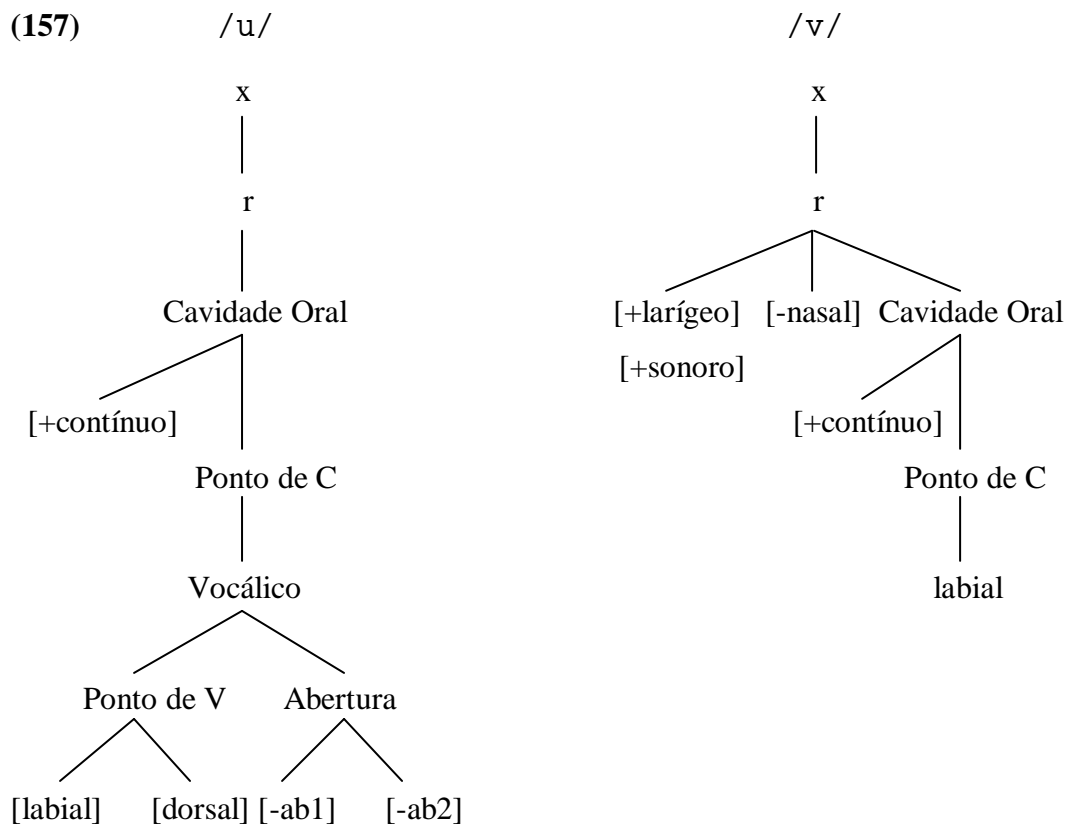 (157) /u/ /v/
x x
r r
Cavidade Oral [+larígeo] [-nasal] Cavidade Oral
[+sonoro]
[+contínuo] [+contínuo]
Ponto de C Ponto de C
Vocálico labial
Ponto de V Abertura
[labial] [dorsal] [-ab1] [-ab2]